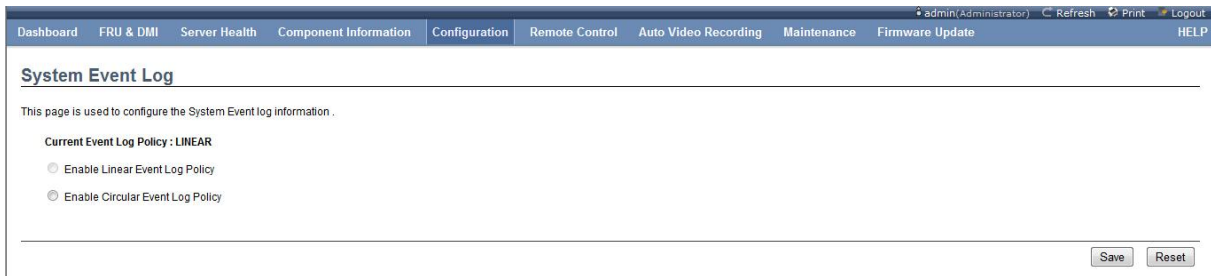 admin(Administrator) Refresh Print Logout
Dashboard FRU & DMI Server Health Component Information Configuration Remote Control Auto Video Recording Maintenance Firmware Update HELP
System Event Log
This page is used to configure the System Event log information .
Current Event Log Policy : LINEAR
Enable Linear Event Log Policy
Enable Circular Event Log Policy
Save Reset